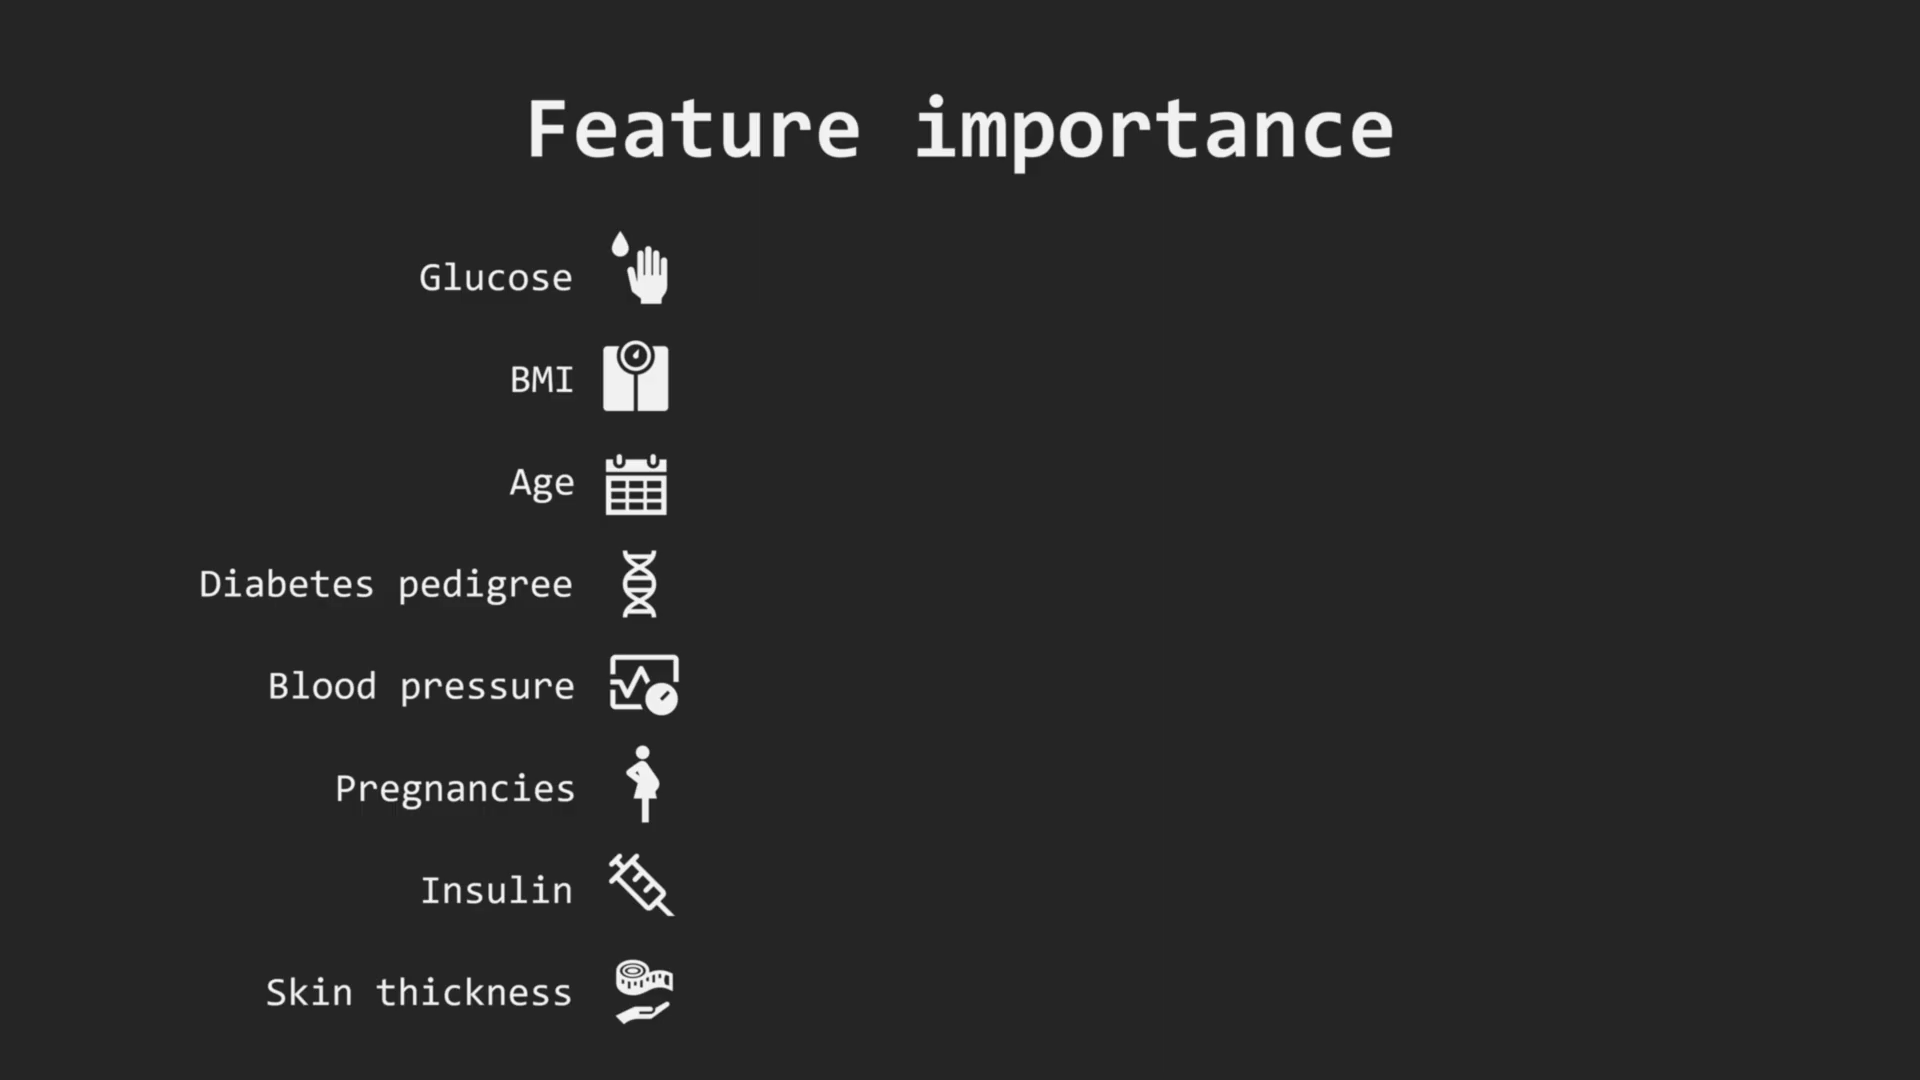 Feature importance
Glucose
BMI
Age
Diabetes pedigree
Blood pressure
Pregnancies
Insulin
Skin thickness